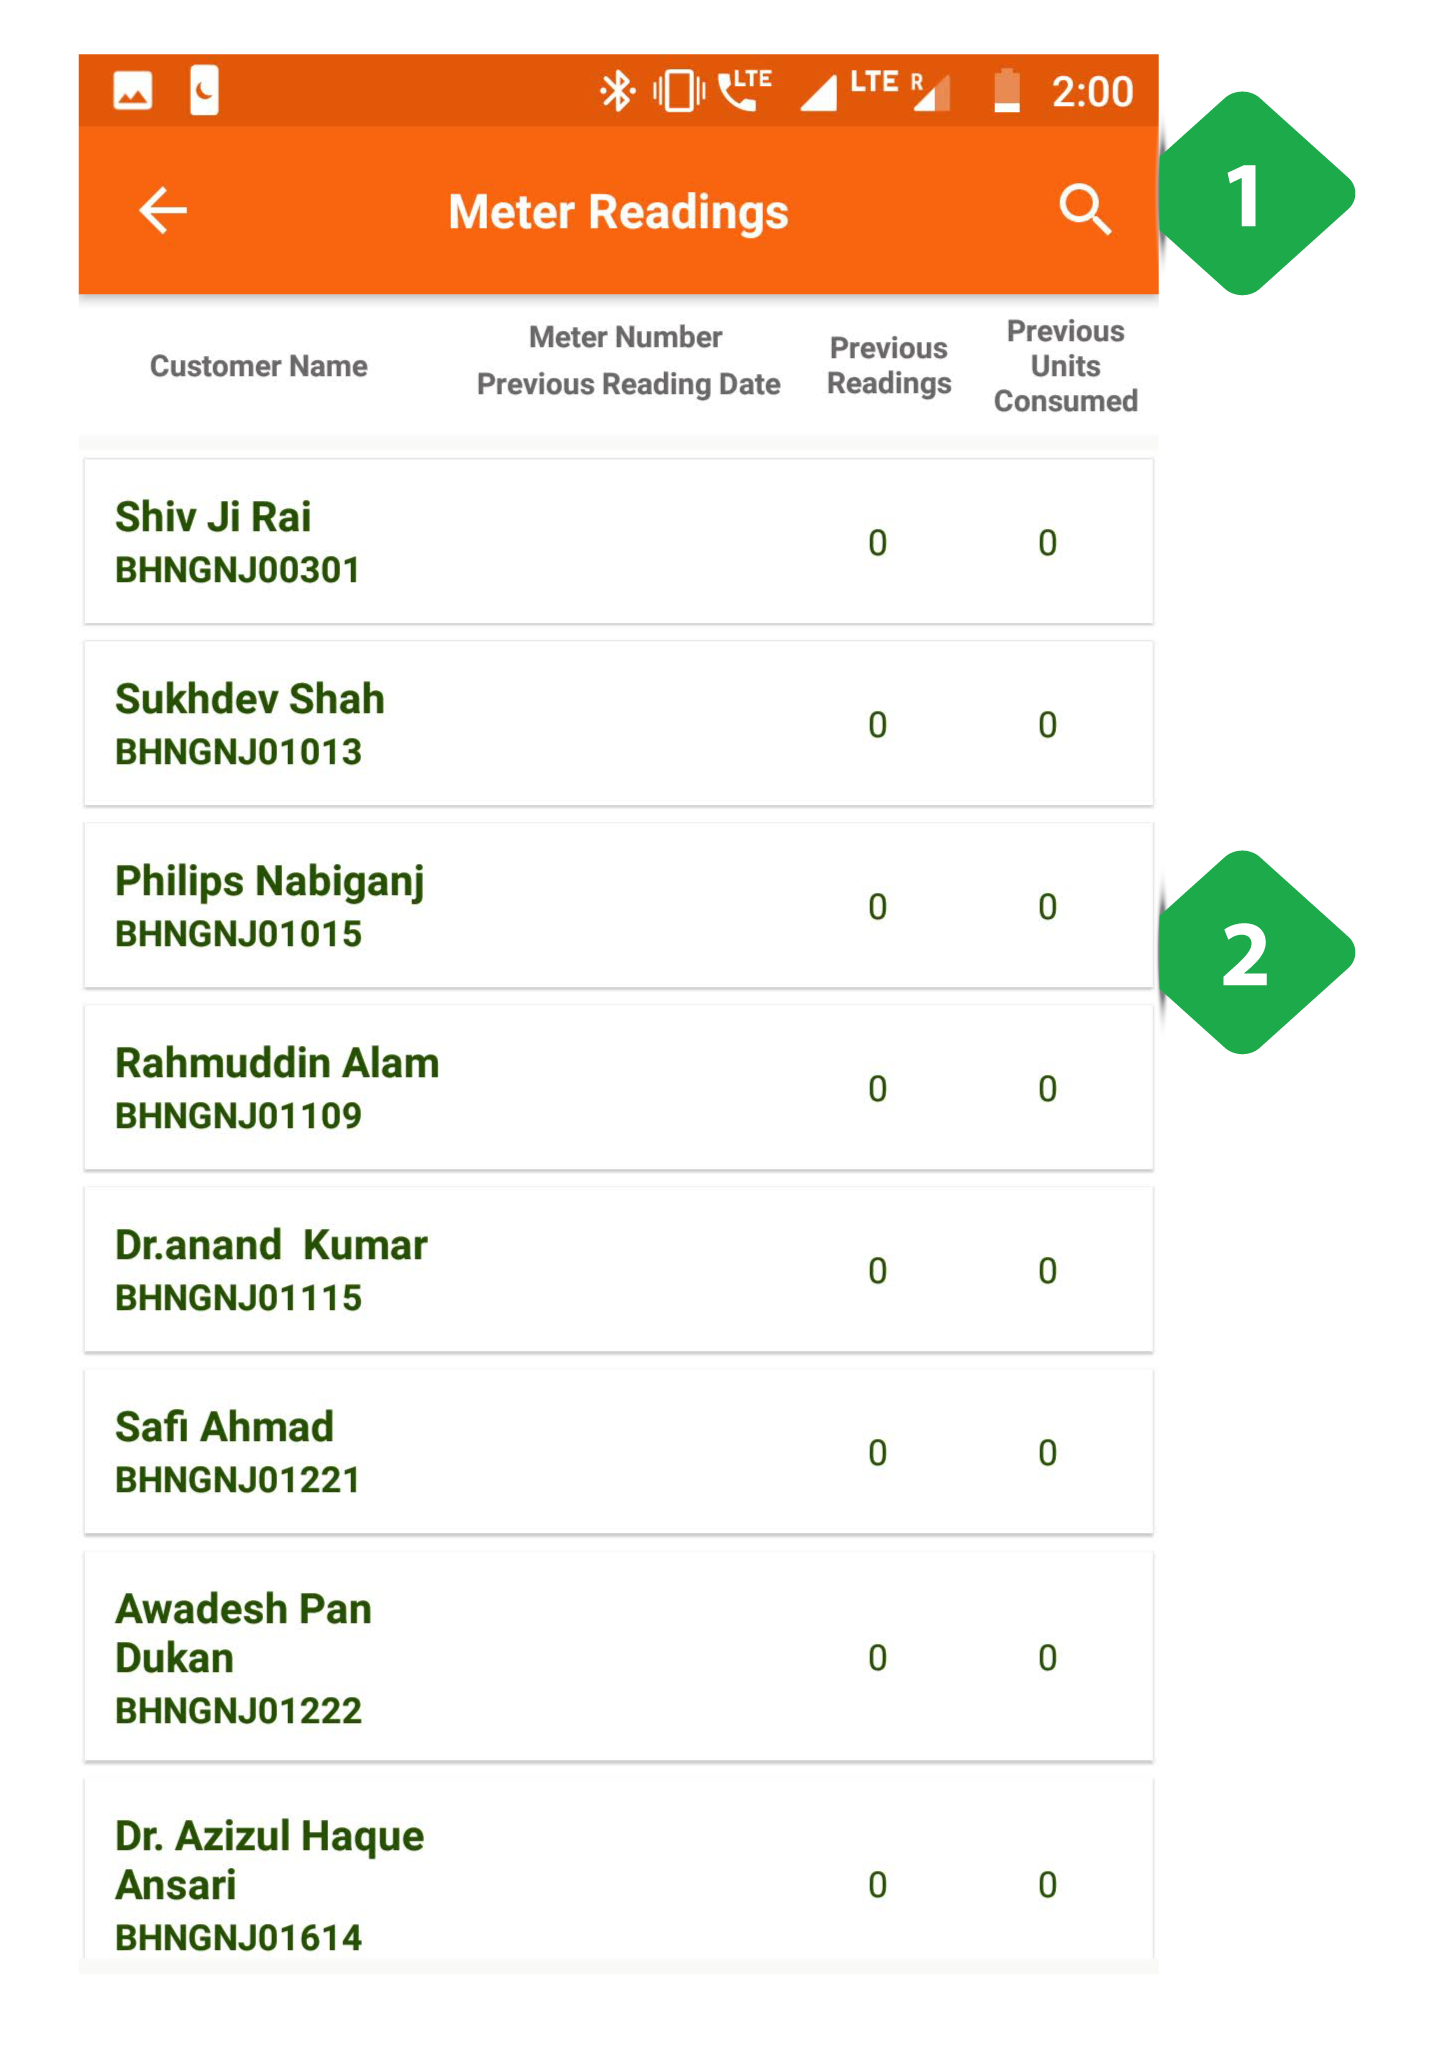 LTE LTE R 2:00
Meter Readings
1
Customer Name
Meter Number
Previous Reading Date
Previous
Readings
Previous
Units
Consumed
Shiv Ji Rai
BHNGNJ00301
0 0
Sukhdev Shah
BHNGNJ01013
0 0
Philips Nabiganj
BHNGNJ01015
0 0
2
Rahmuddin Alam
BHNGNJ01109
0 0
Dr.anand  Kumar
BHNGNJ01115
0 0
Safi Ahmad
BHNGNJ01221
0 0
Awadesh Pan
Dukan
BHNGNJ01222
0 0
Dr. Azizul Haque
Ansari
BHNGNJ01614
0 0